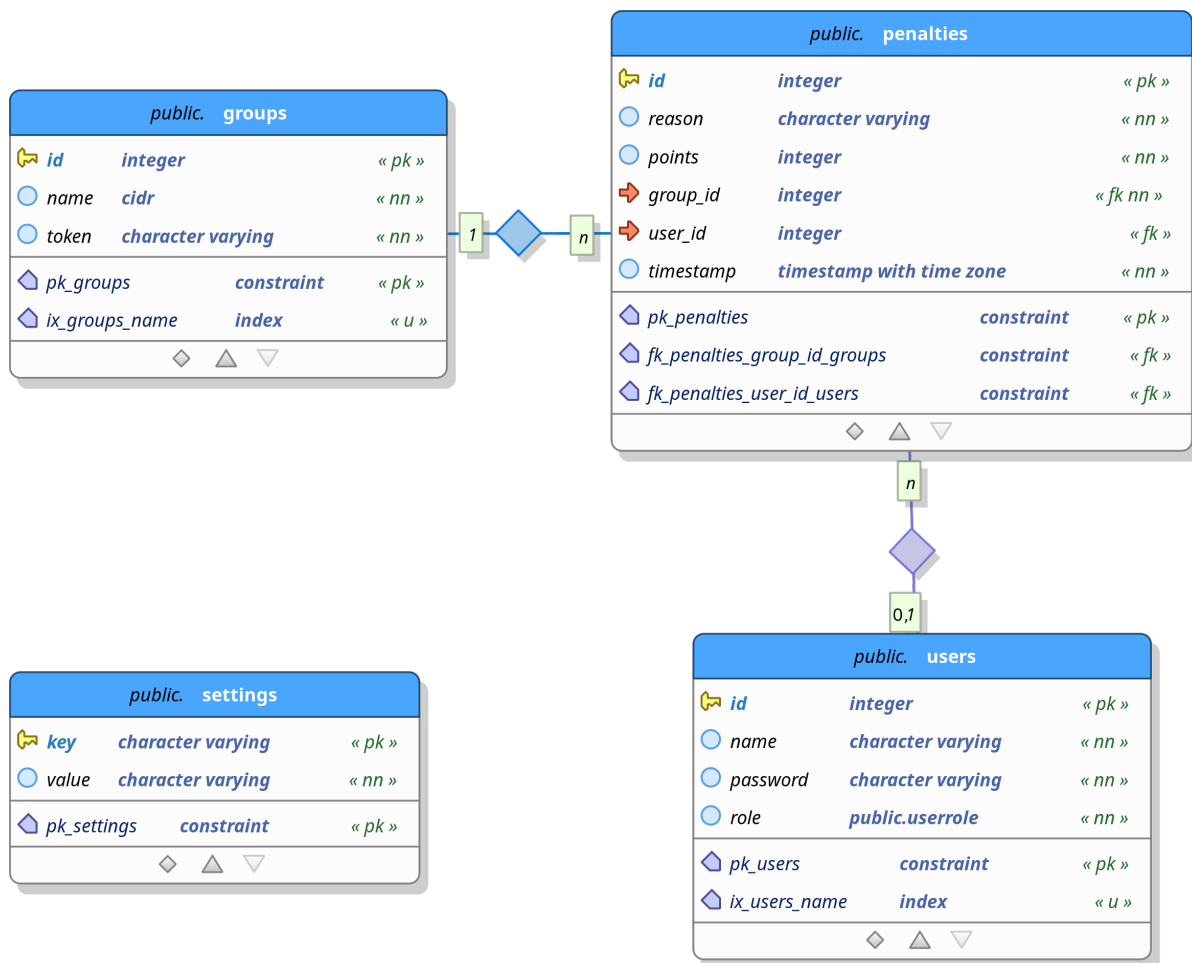 public. groups
id integer « pk »
name cidr « nn »
token character varying « nn »
pk_groups constraint « pk »
ix_groups_name index « u »
1
n
public. penalties
id integer « pk »
reason character varying « nn »
points integer « nn »
group_id integer « fk nn »
user_id integer « fk »
timestamp timestamp with time zone « nn »
pk_penalties constraint « pk »
fk_penalties_group_id_groups constraint « fk »
fk_penalties_user_id_users constraint « fk »
n
0,1
public. settings
key character varying « pk »
value character varying « nn »
pk_settings constraint « pk »
public. users
id integer « pk »
name character varying « nn »
password character varying « nn »
role public.userrole « nn »
pk_users constraint « pk »
ix_users_name index « u »